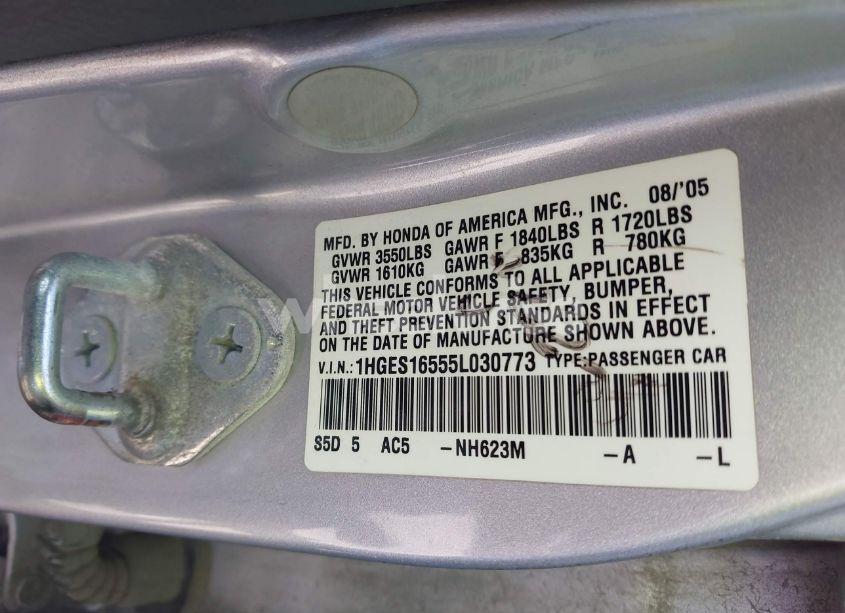 MFD. BY HONDA OF AMERICA MFG., INC. 08/'05
GVWR 3550LBS GAWR F 1840LBS R 1720LBS
GVWR 1610KG GAWR F 835KG R 780KG
THIS VEHICLE CONFORMS TO ALL APPLICABLE
FEDERAL MOTOR VEHICLE SAFETY, BUMPER,
AND THEFT PREVENTION STANDARDS IN EFFECT
ON THE DATE OF MANUFACTURE SHOWN ABOVE.
V.I.N.:1HGES16555L030773 TYPE:PASSENGER CAR
S5D 5 AC5 -NH623M -A -L